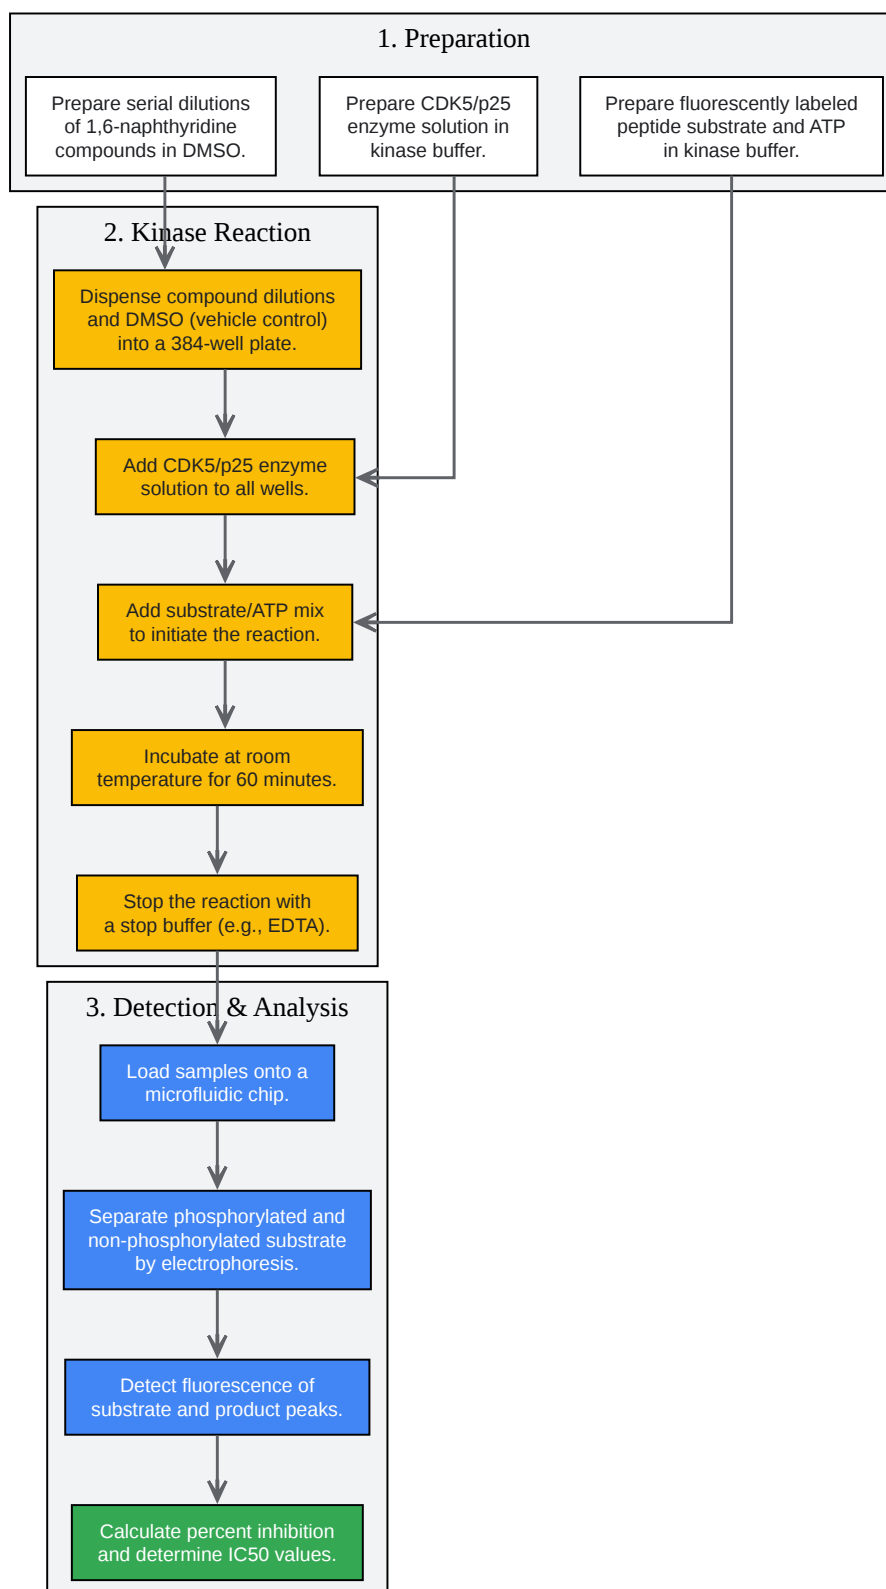 1. Preparation
Prepare serial dilutions
of 1,6-naphthyridine
compounds in DMSO.
Prepare CDK5/p25
enzyme solution in
kinase buffer.
Prepare fluorescently labeled
peptide substrate and ATP
in kinase buffer.
2. Kinase Reaction
Dispense compound dilutions
and DMSO (vehicle control)
into a 384-well plate.
Add CDK5/p25 enzyme
solution to all wells.
Add substrate/ATP mix
to initiate the reaction.
Incubate at room
temperature for 60 minutes.
Stop the reaction with
a stop buffer (e.g., EDTA).
3. Detection & Analysis
Load samples onto a
microfluidic chip.
Separate phosphorylated and
non-phosphorylated substrate
by electrophoresis.
Detect fluorescence of
substrate and product peaks.
Calculate percent inhibition
and determine IC50 values.